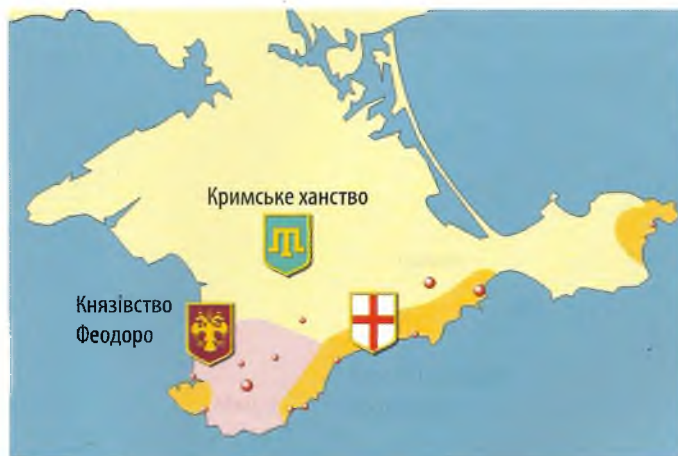 Кримське ханство
Князівство
Феодоро